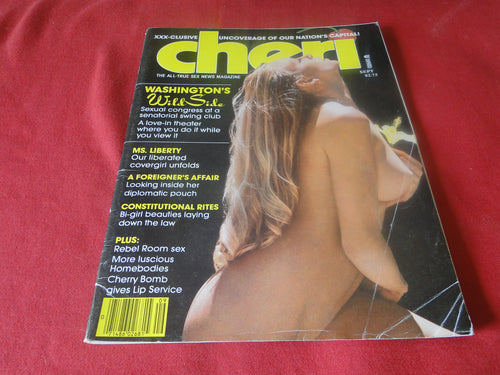 XXX-CLUSIVE UNCOVERAGE OF OUR NATION'S CAPITAL!
cheri
THE ALL-TRUE SEX NEWS MAGAZINE
SEPT
WASHINGTON'S
Wild Side
Sexual congress at a
senatorial swing club
A love-in theater
where you do it while
you view it
MS. LIBERTY
Our liberated
covergirl unfolds
A FOREIGNER'S AFFAIR
Looking inside her
diplomatic pouch
CONSTITUTIONAL RITES
Bi-girl beauties laying
down the law
PLUS:
Rebel Room sex
More luscious
Homebodies
Cherry Bomb
gives Lip Service
09